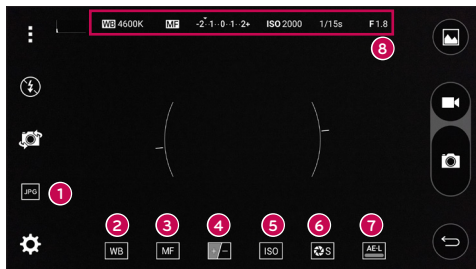 WB 4600K MF -2·1··0··1··2+ ISO 2000 1/15s F 1.8
8
JPG 1
2 3 4 5 6 7
WB MF +/- ISO S AE-L